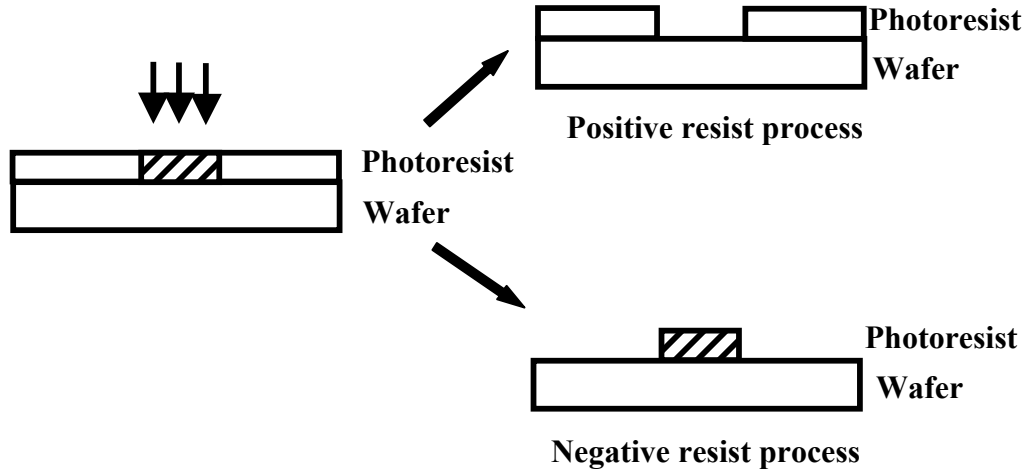 Photoresist
Wafer
Positive resist process
Photoresist
Wafer
Photoresist
Wafer
Negative resist process